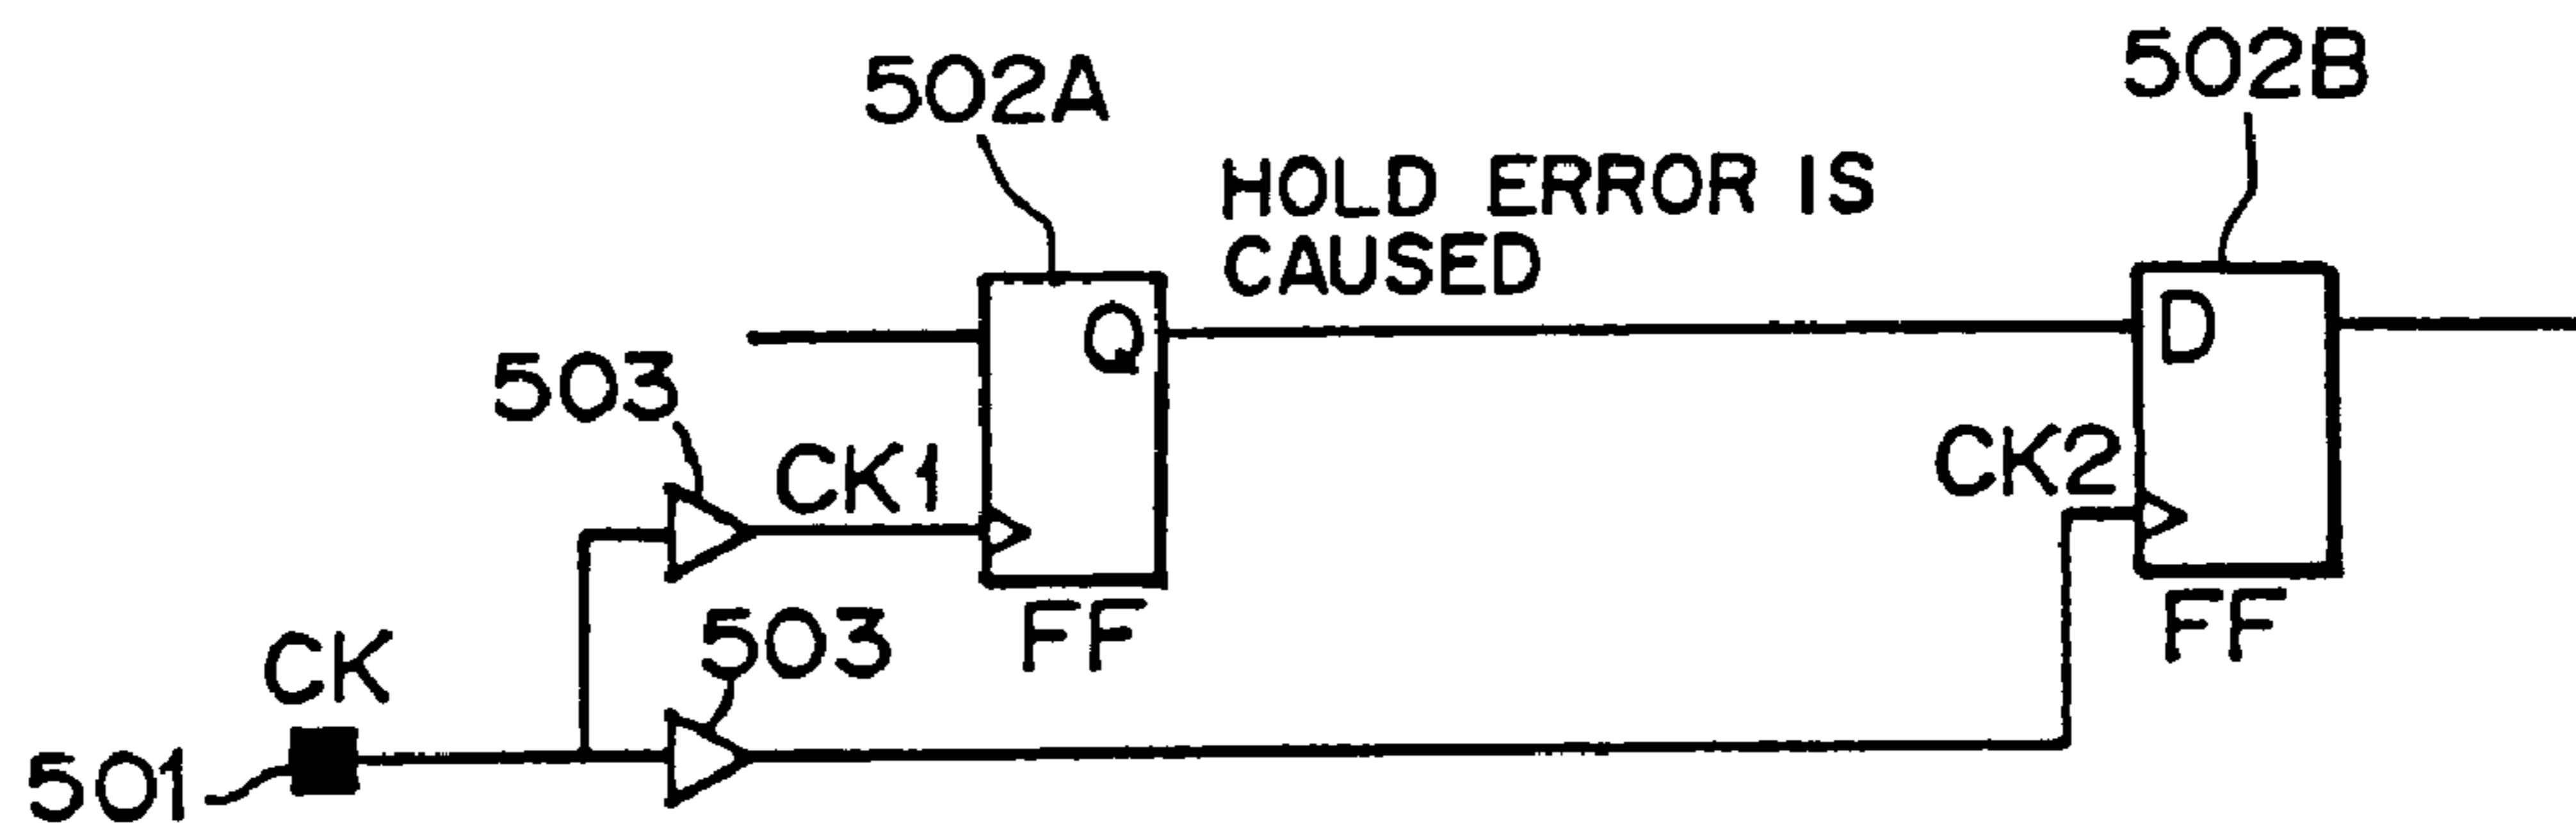 502A
502B
HOLD ERROR IS
CAUSED
Q
D
503
CK1
CK2
FF
FF
503
CK
501